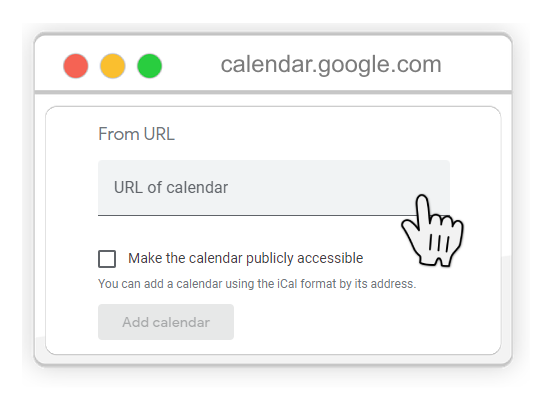 calendar.google.com
From URL
URL of calendar
Make the calendar publicly accessible
You can add a calendar using the iCal format by its address.
Add calendar